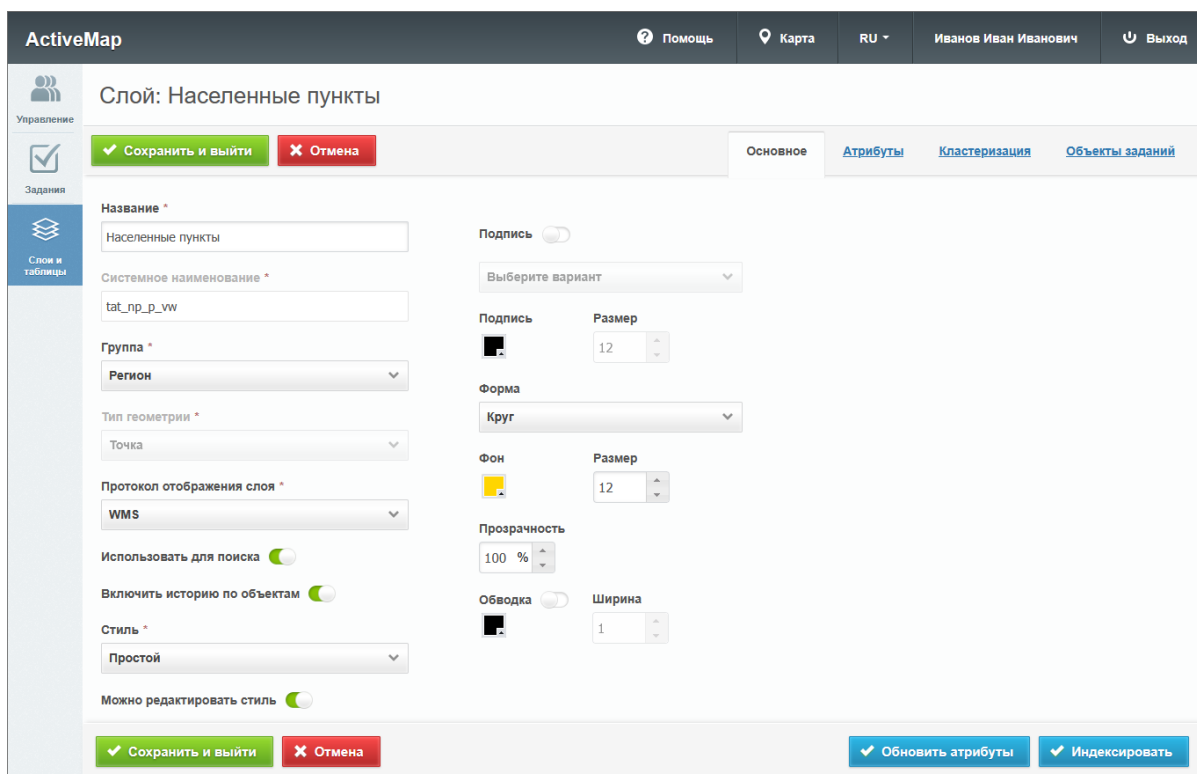 ActiveMap
Помощь
Карта
RU
Иванов Иван Иванович
Выход
Управление
Задания
Слои и
таблицы
Слой: Населенные пункты
Сохранить и выйти
Отмена
Основное
Атрибуты
Кластеризация
Объекты заданий
Название *
Населенные пункты
Системное наименование *
tat_np_p_vw
Группа *
Регион
Тип геометрии *
Точка
Протокол отображения слоя *
WMS
Использовать для поиска
Включить историю по объектам
Стиль *
Простой
Можно редактировать стиль
Подпись
Выберите вариант
Подпись
Размер
12
Форма
Круг
Фон
Размер
12
Прозрачность
100 %
Обводка
Ширина
1
Сохранить и выйти
Отмена
Обновить атрибуты
Индексировать